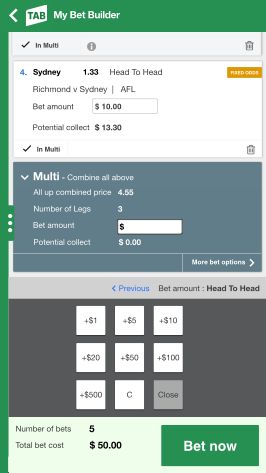 TAB My Bet Builder
In Multi
4. Sydney 1.33 Head To Head FIXED ODDS
Richmond v Sydney | AFL
Bet amount $ 10.00
Potential collect $ 13.30
In Multi
Multi - Combine all above
All up combined price 4.55
Number of Legs 3
Bet amount $
Potential collect $ 0.00
More bet options >
< Previous Bet amount : Head To Head
+$1 +$5 +$10
+$20 +$50 +$100
+$500 C Close
Number of bets 5
Total bet cost $ 50.00
Bet now